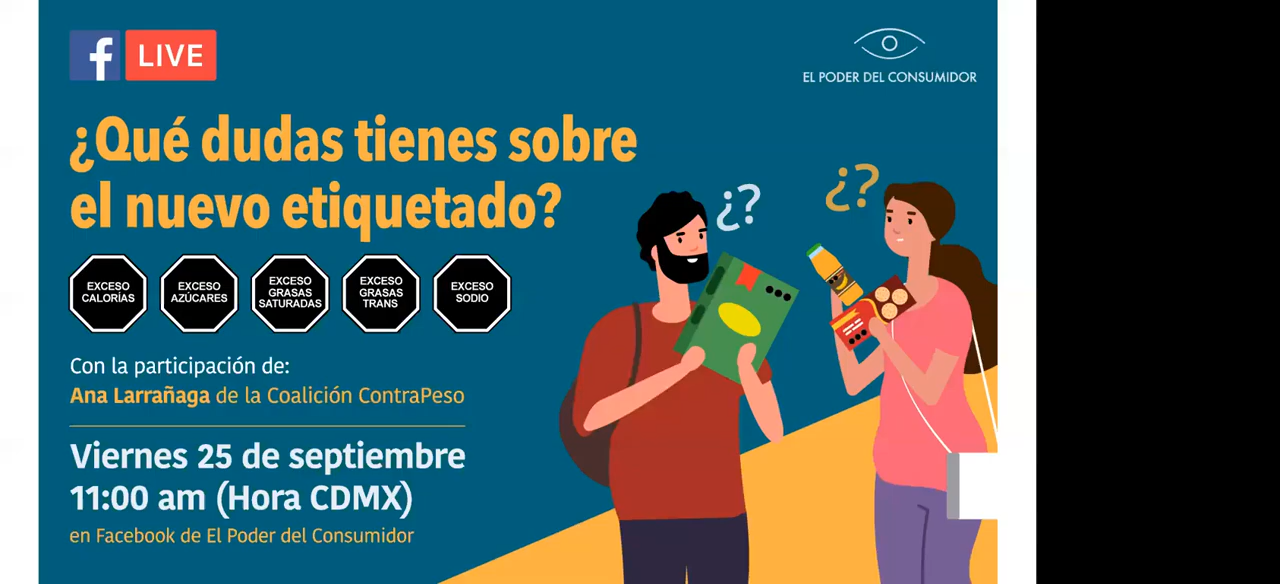 f LIVE
EL PODER DEL CONSUMIDOR
¿Qué dudas tienes sobre
el nuevo etiquetado?
¿?
¿?
EXCESO
CALORÍAS
EXCESO
AZÚCARES
EXCESO
GRASAS
SATURADAS
EXCESO
GRASAS
TRANS
EXCESO
SODIO
Con la participación de:
Ana Larrañaga de la Coalición ContraPeso
Viernes 25 de septiembre
11:00 am (Hora CDMX)
en Facebook de El Poder del Consumidor